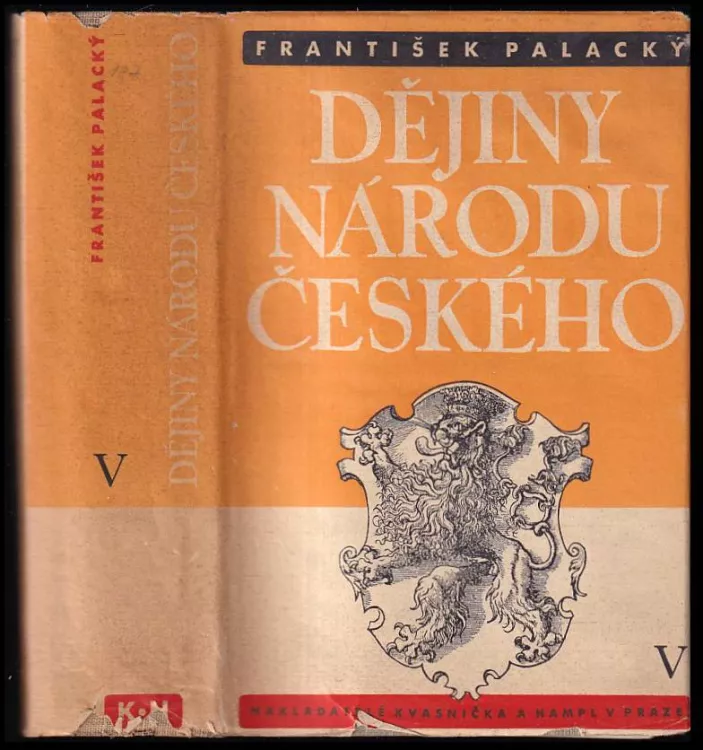 FRANTIŠEK PALACKÝ
DĚJINY NÁRODU ČESKÉHO
V
K·H
FRANTIŠEK PALACKÝ
DĚJINY
NÁRODU
ČESKÉHO
V
NAKLADATELÉ KVASNIČKA A HAMPL V PRAZE